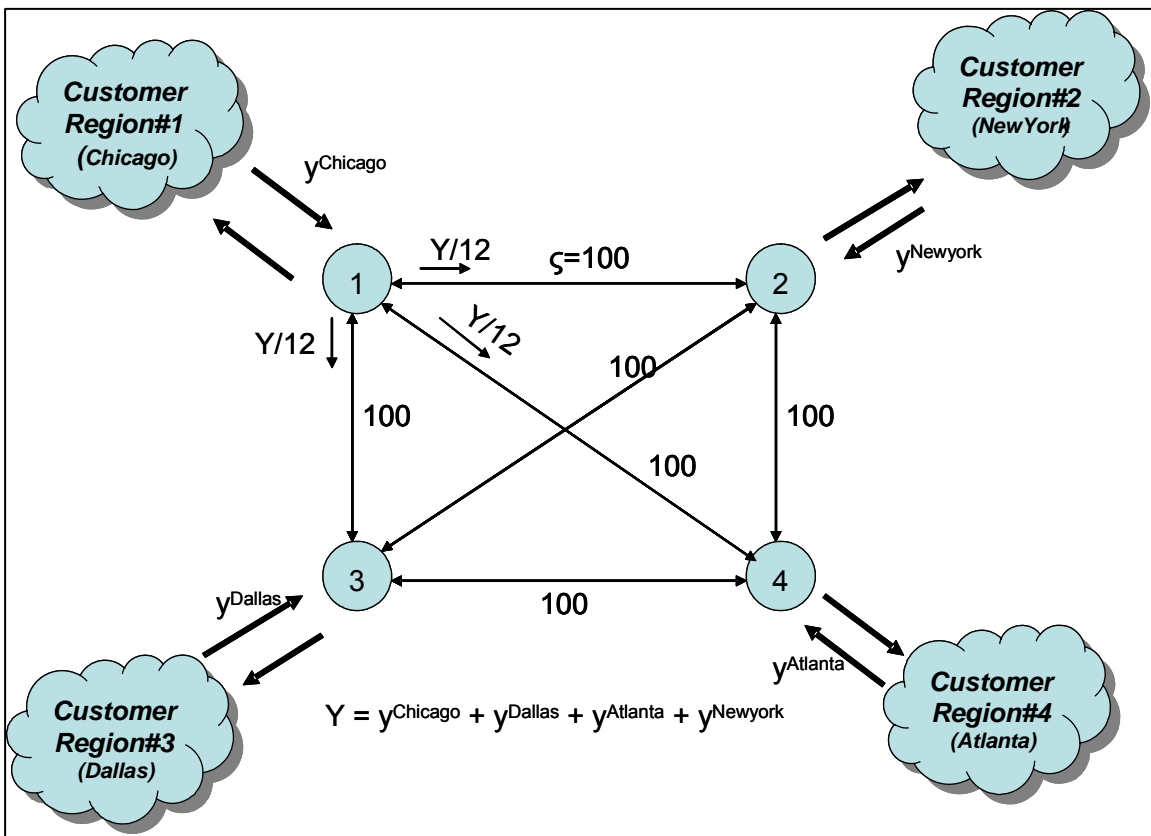 Customer
Region#1
(Chicago)
Customer
Region#2
(NewYork)
yChicago
yNewyork
Y/12
ς=100
1
2
Y/12
Y/12
100
100
100
100
3
4
100
yDallas
yAtlanta
Customer
Region#3
(Dallas)
Y = yChicago + yDallas + yAtlanta + yNewyork
Customer
Region#4
(Atlanta)